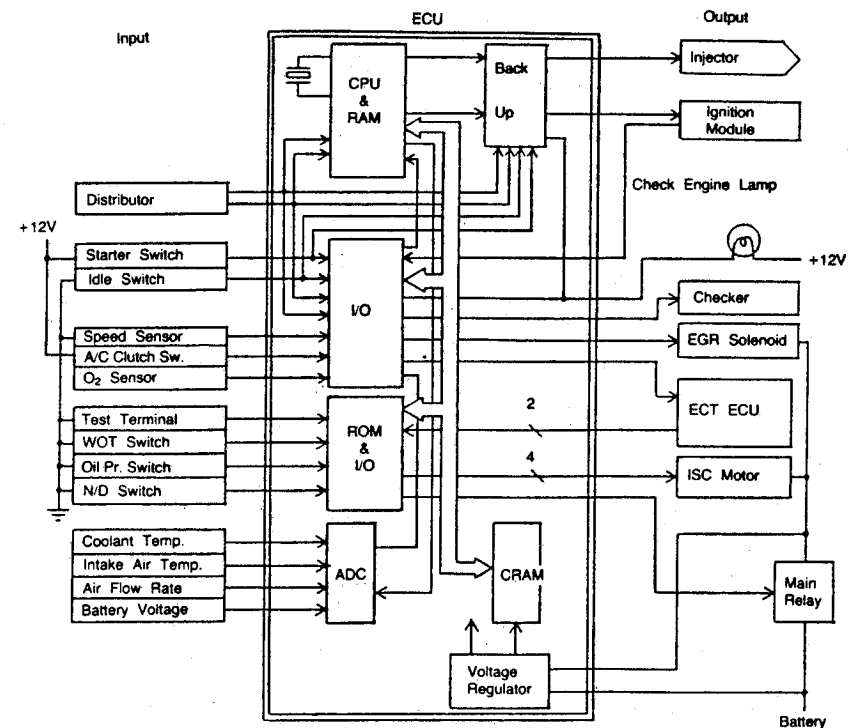 Input
ECU
Output
CPU
&
RAM
Back
Up
Injector
Ignition
Module
Distributor
Check Engine Lamp
+12V
Starter Switch
Idle Switch
I/O
+12V
Checker
Speed Sensor
A/C Clutch Sw.
O₂ Sensor
EGR Solenoid
ECT ECU
Test Terminal
WOT Switch
Oil Pr. Switch
N/D Switch
ROM
&
I/O
2
4
ISC Motor
Coolant Temp.
Intake Air Temp.
Air Flow Rate
Battery Voltage
ADC
CRAM
Main
Relay
Voltage
Regulator
Battery